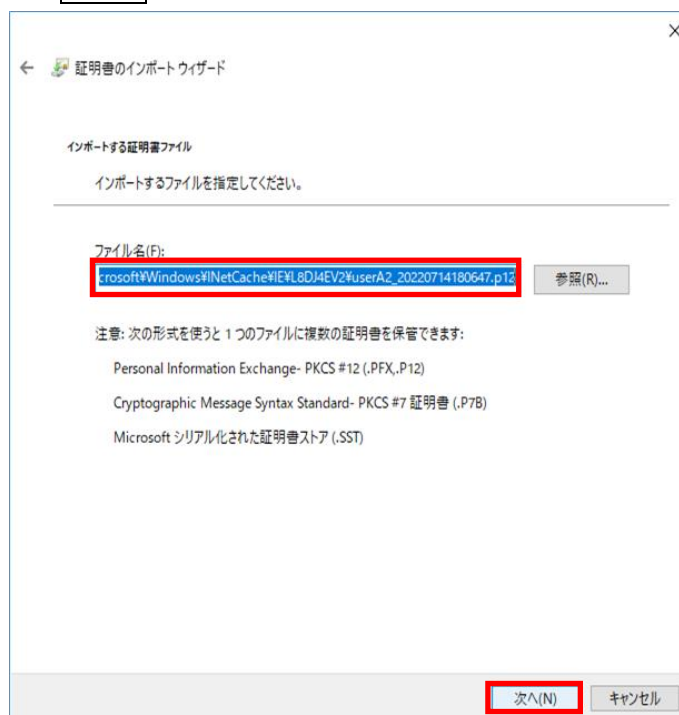 証明書のインポート ウィザード
インポートする証明書ファイル
インポートするファイルを指定してください。
ファイル名(F):
crosoft¥Windows¥INetCache¥IE¥L8DJ4EV2¥userA2_20220714180647.p12
参照(R)...
注意: 次の形式を使うと 1 つのファイルに複数の証明書を保管できます:
Personal Information Exchange- PKCS #12 (.PFX,.P12)
Cryptographic Message Syntax Standard- PKCS #7 証明書 (.P7B)
Microsoft シリアル化された証明書ストア (.SST)
次へ(N)
キャンセル